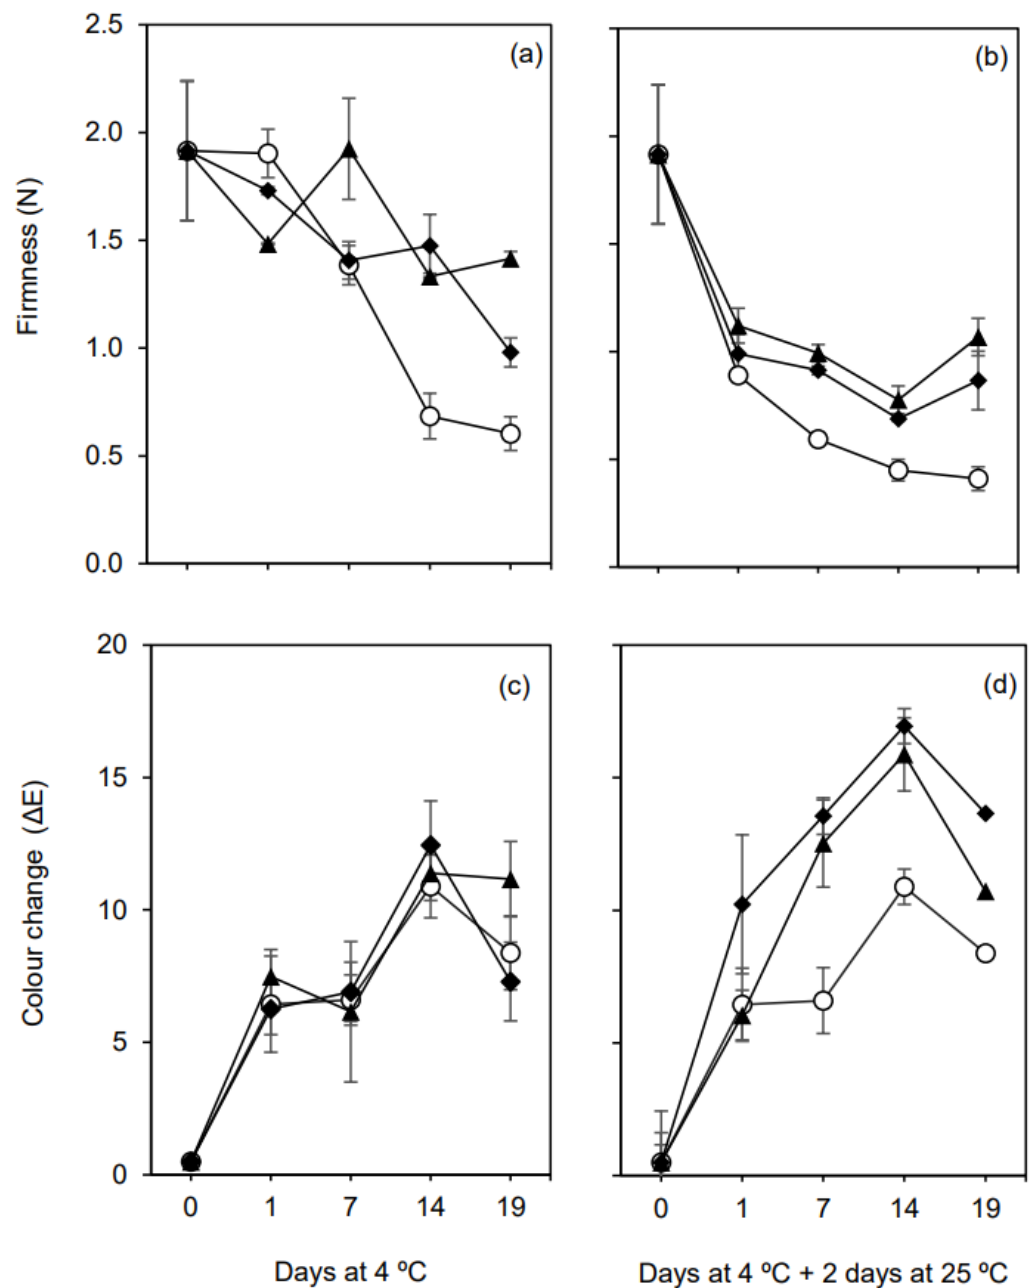 2.5
2.0
1.5
1.0
0.5
0.0
Firmness (N)
(a)
(b)
20
15
10
5
0
Colour change (ΔE)
(c)
(d)
0 1 7 14 19
0 1 7 14 19
Days at 4 ºC
Days at 4 ºC + 2 days at 25 ºC